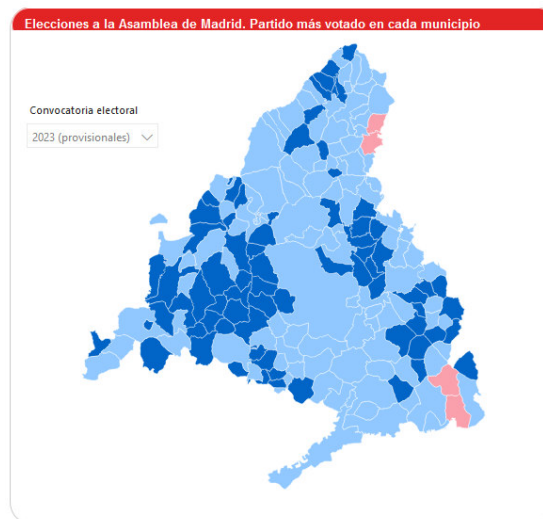 Elecciones a la Asamblea de Madrid. Partido más votado en cada municipio
Convocatoria electoral
2023 (provisionales)